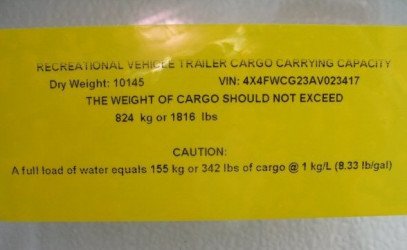 RECREATIONAL VEHICLE TRAILER CARGO CARRYING CAPACITY
Dry Weight: 10145 VIN: 4X4FWCG23AV023417
THE WEIGHT OF CARGO SHOULD NOT EXCEED
824 kg or 1816 lbs
CAUTION:
A full load of water equals 155 kg or 342 lbs of cargo @ 1 kg/L (8.33 lb/gal)